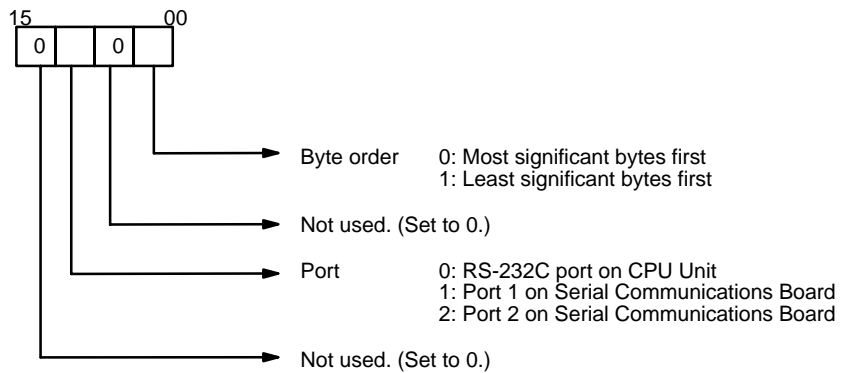 15 00
0 0
Byte order 0: Most significant bytes first
1: Least significant bytes first
Not used. (Set to 0.)
Port 0: RS-232C port on CPU Unit
1: Port 1 on Serial Communications Board
2: Port 2 on Serial Communications Board
Not used. (Set to 0.)